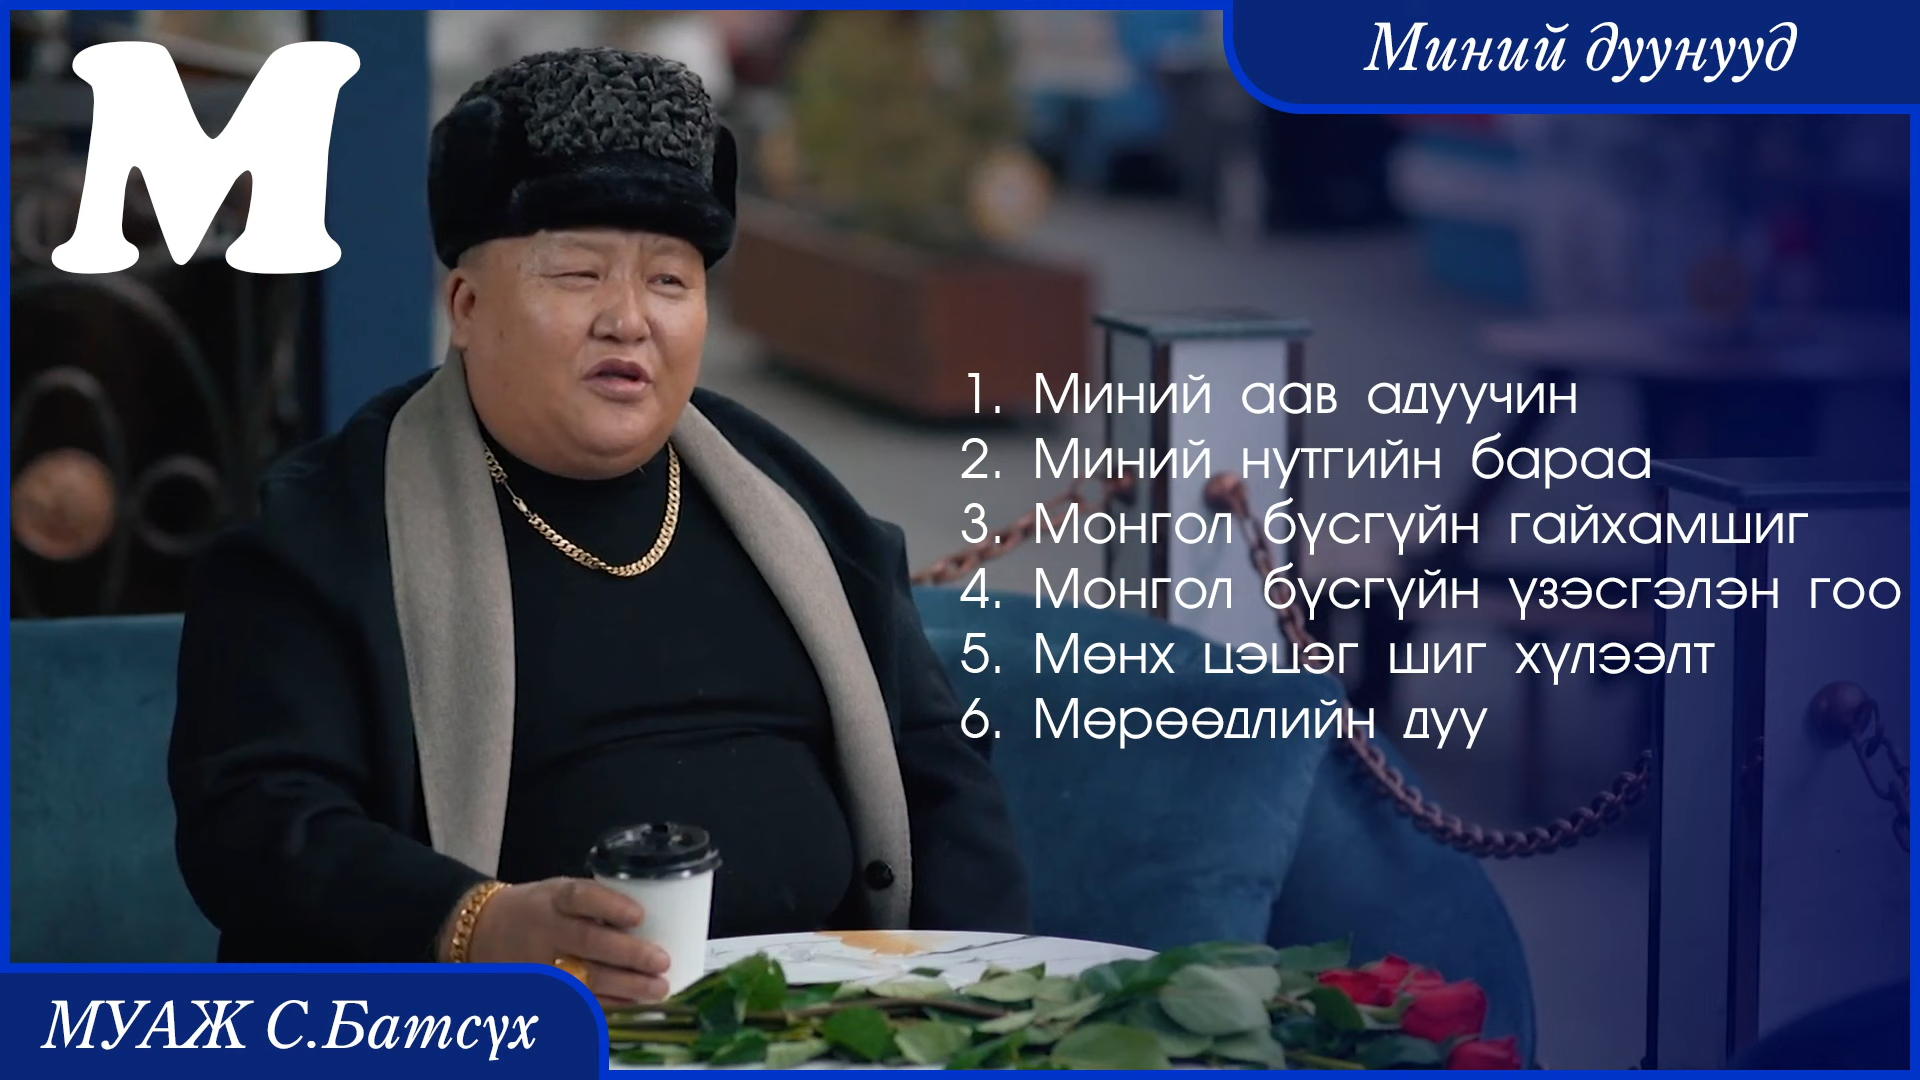 М
Миний дуунууд
1. Миний аав адуучин
2. Миний нутгийн бараа
3. Монгол бүсгүйн гайхамшиг
4. Монгол бүсгүйн үзэсгэлэн гоо
5. Мөнх цэцэг шиг хүлээлт
6. Мөрөөдлийн дуу
МУАЖ С.Батсүх